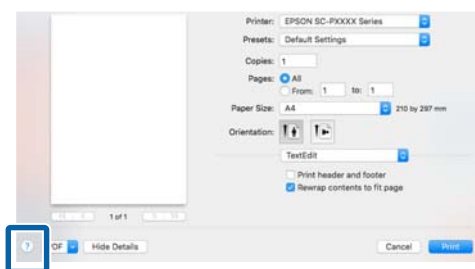 Printer: EPSON SC-PXXXX Series
Presets: Default Settings
Copies: 1
Pages: All
From: 1 to: 1
Paper Size: A4 210 by 297 mm
Orientation:
TextEdit
Print header and footer
Rewrap contents to fit page
1 of 1
? DF Hide Details Cancel Print